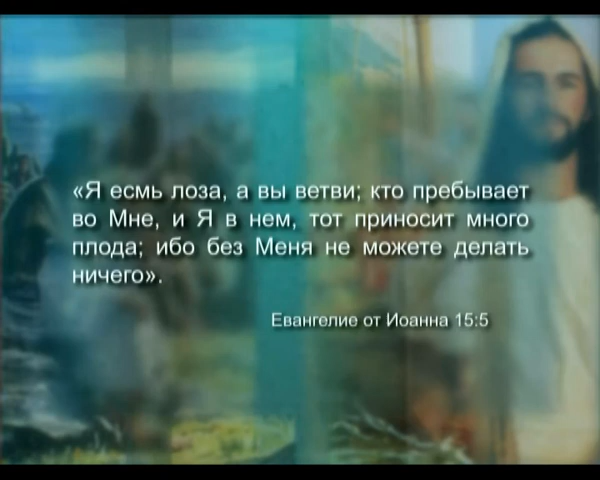 «Я есмь лоза, а вы ветви; кто пребывает
во Мне, и Я в нем, тот приносит много
плода; ибо без Меня не можете делать
ничего».
Евангелие от Иоанна 15:5